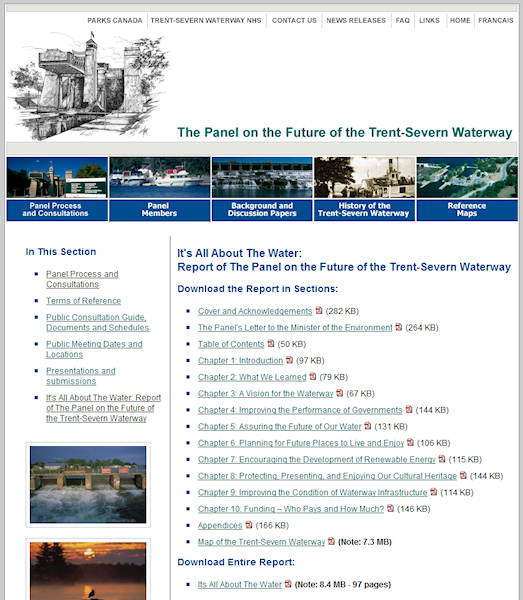 PARKS CANADA
TRENT-SEVERN WATERWAY NHS
CONTACT US
NEWS RELEASES
FAQ
LINKS
HOME
FRANCAIS
The Panel on the Future of the Trent-Severn Waterway
Panel Process
and Consultations
Panel
Members
Background and
Discussion Papers
History of the
Trent-Severn Waterway
Reference
Maps
In This Section
Panel Process and
Consultations
Terms of Reference
Public Consultation Guide,
Documents and Schedules
Public Meeting Dates and
Locations
Presentations and
submissions
It's All About The Water: Report
of The Panel on the Future of
the Trent-Severn Waterway
It's All About The Water:
Report of The Panel on the Future of the Trent-Severn Waterway
Download the Report in Sections:
Cover and Acknowledgements (282 KB)
The Panel's Letter to the Minister of the Environment (264 KB)
Table of Contents (50 KB)
Chapter 1: Introduction (97 KB)
Chapter 2: What We Learned (79 KB)
Chapter 3: A Vision for the Waterway (67 KB)
Chapter 4: Improving the Performance of Governments (144 KB)
Chapter 5: Assuring the Future of Our Water (131 KB)
Chapter 6: Planning for Future Places to Live and Enjoy (106 KB)
Chapter 7: Encouraging the Development of Renewable Energy (115 KB)
Chapter 8: Protecting, Presenting, and Enjoying Our Cultural Heritage (144 KB)
Chapter 9: Improving the Condition of Waterway Infrastructure (114 KB)
Chapter 10: Funding – Who Pays and How Much? (146 KB)
Appendices (166 KB)
Map of the Trent-Severn Waterway (Note: 7.3 MB)
Download Entire Report:
Its All About The Water (Note: 8.4 MB - 97 pages)